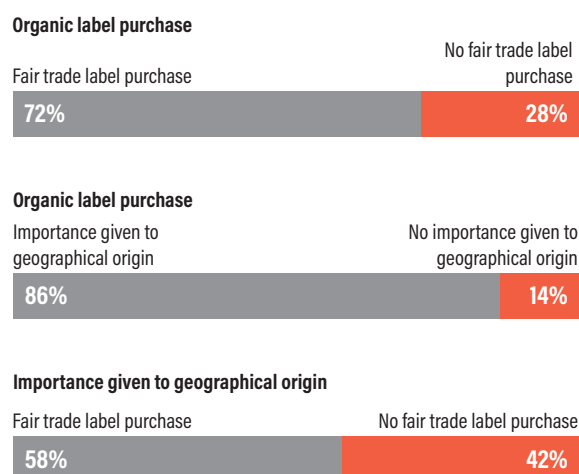 Organic label purchase
No fair trade label
Fair trade label purchase
purchase
72%
28%
Organic label purchase
Importance given to
geographical origin
No importance given to
geographical origin
86%
14%
Importance given to geographical origin
Fair trade label purchase
No fair trade label purchase
58%
42%